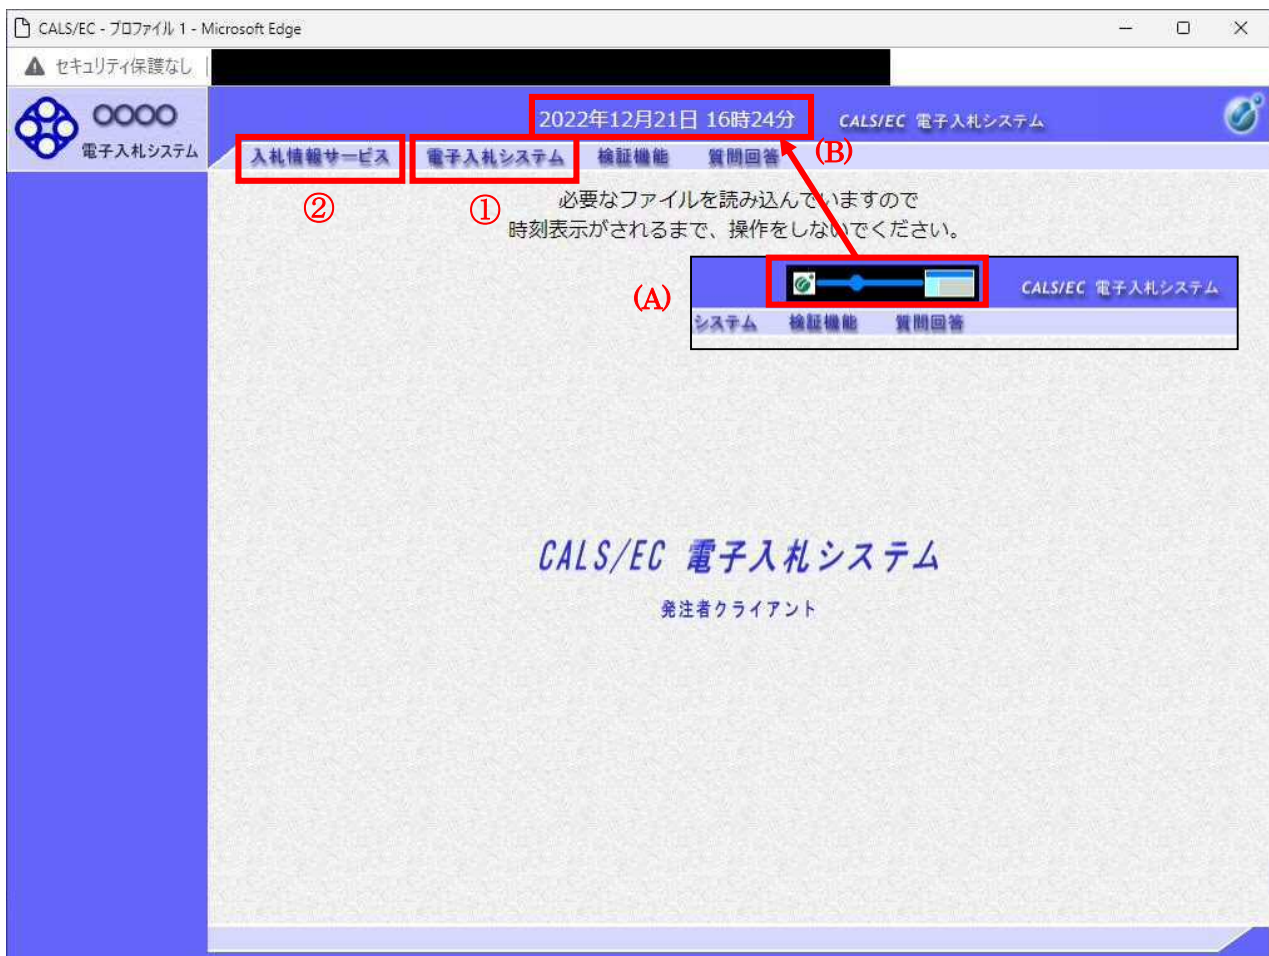 CALS/EC - プロファイル 1 - Microsoft Edge
セキュリティ保護なし
○○○○
電子入札システム
2022年12月21日 16時24分
CALS/EC 電子入札システム
入札情報サービス 電子入札システム 検証機能 質問回答
(B)
② ①
必要なファイルを読み込んでいますので
時刻表示がされるまで、操作をしないでください。
(A)
CALS/EC 電子入札システム
システム 検証機能 質問回答
CALS/EC 電子入札システム
発注者クライアント